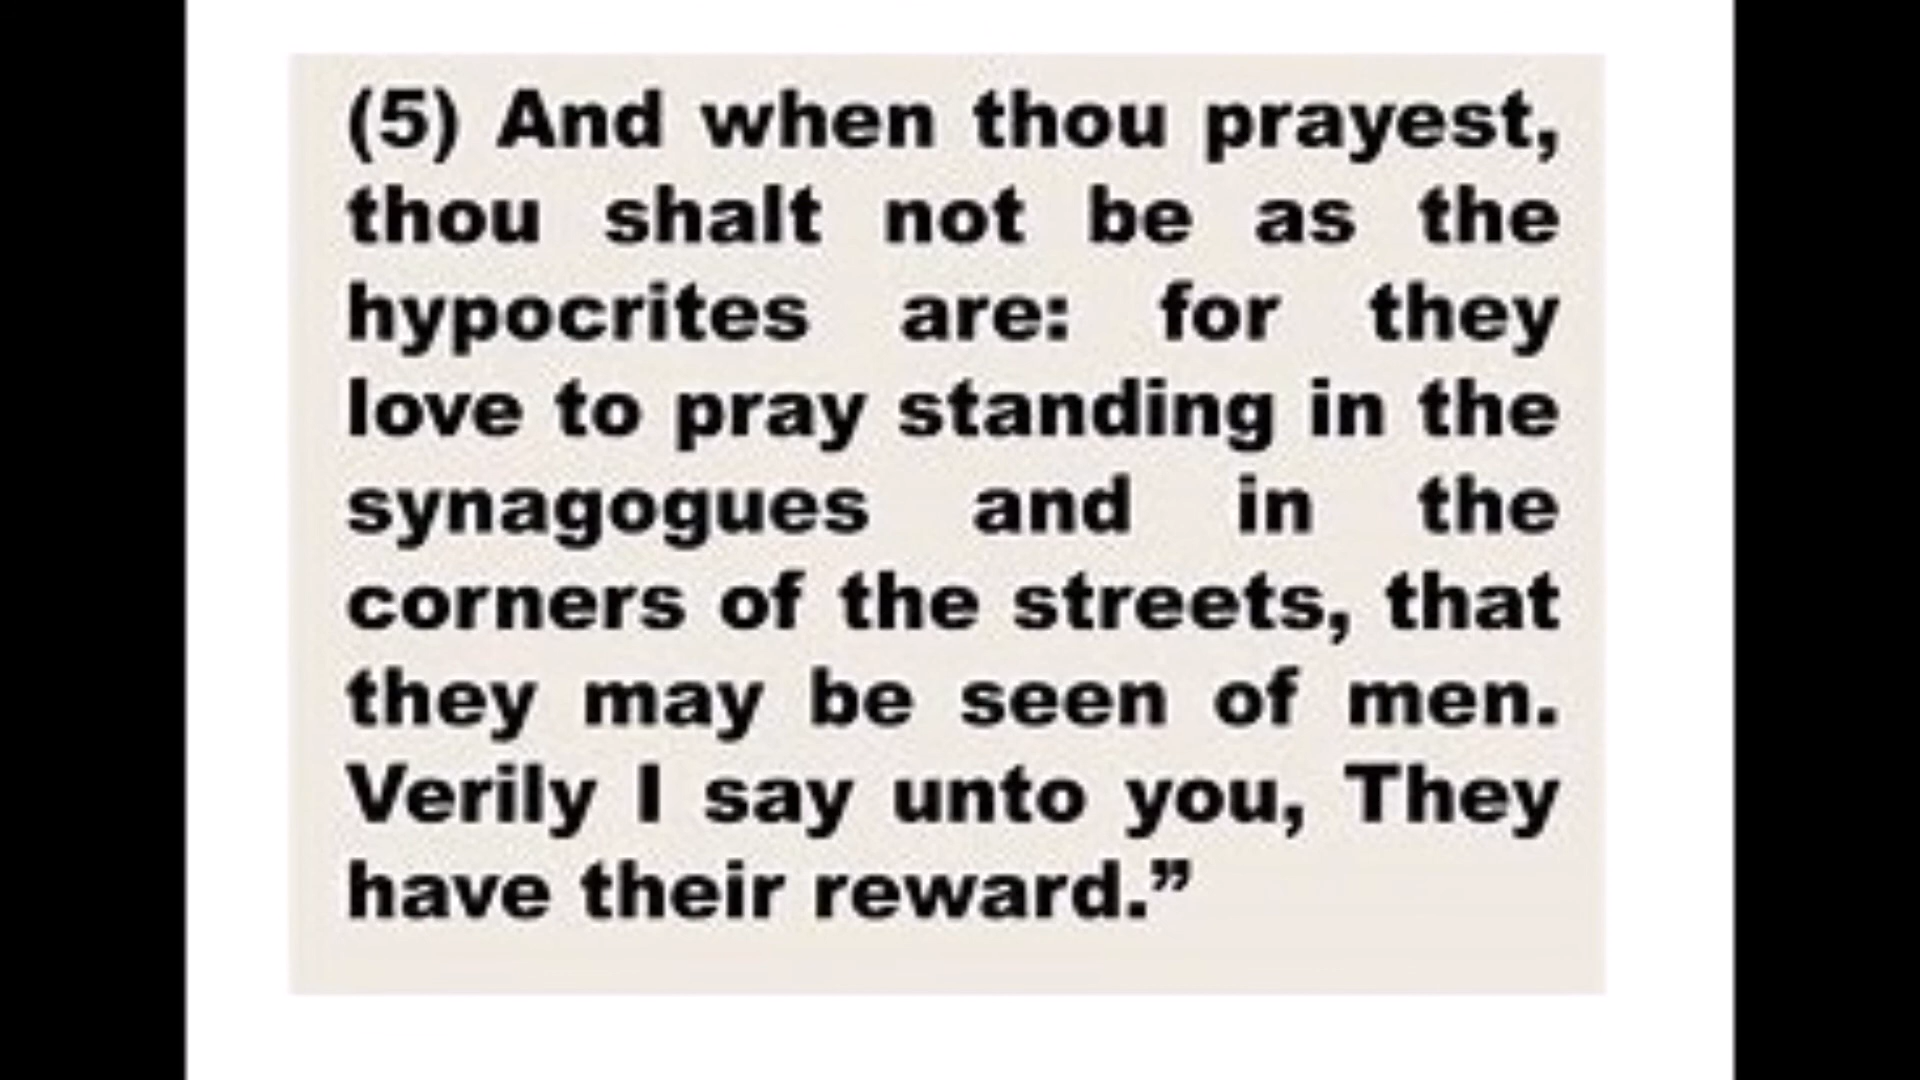 (5) And when thou prayest,
thou shalt not be as the
hypocrites are: for they
love to pray standing in the
synagogues and in the
corners of the streets, that
they may be seen of men.
Verily I say unto you, They
have their reward.”